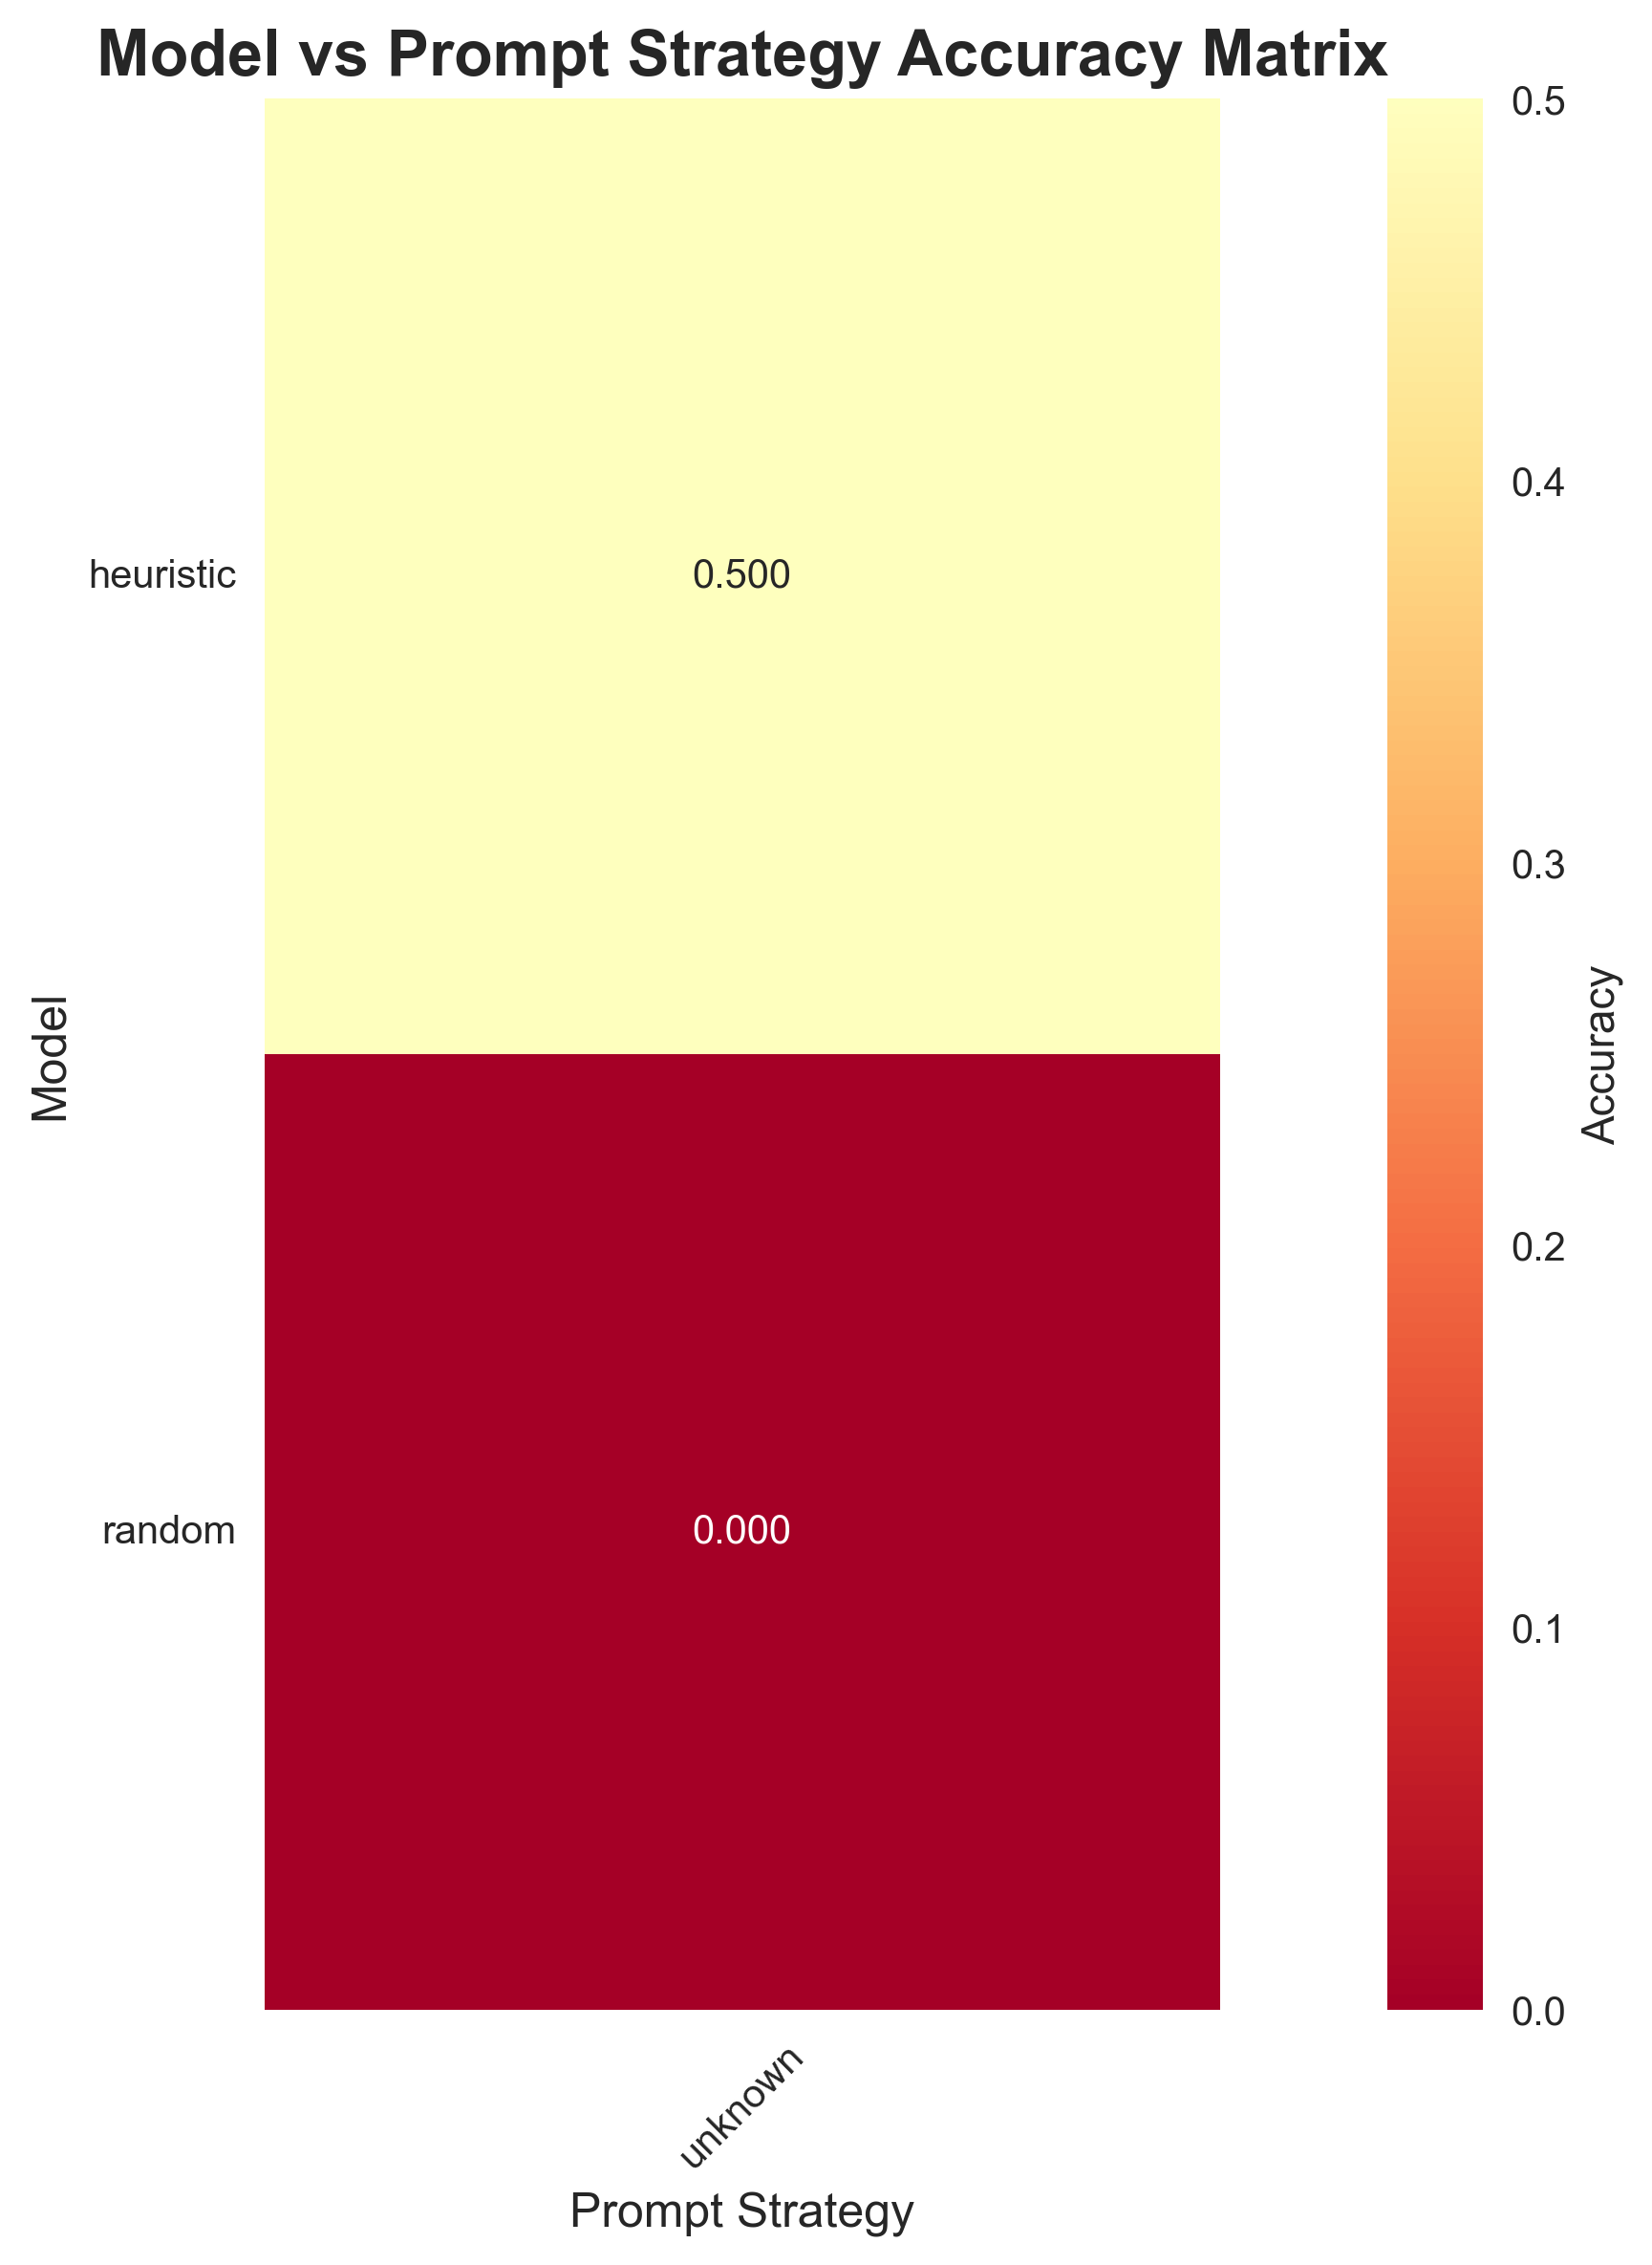 Model vs Prompt Strategy Accuracy Matrix
Model
heuristic
0.500
random
0.000
unknown
Prompt Strategy
0.5
0.4
0.3
0.2
0.1
0.0
Accuracy